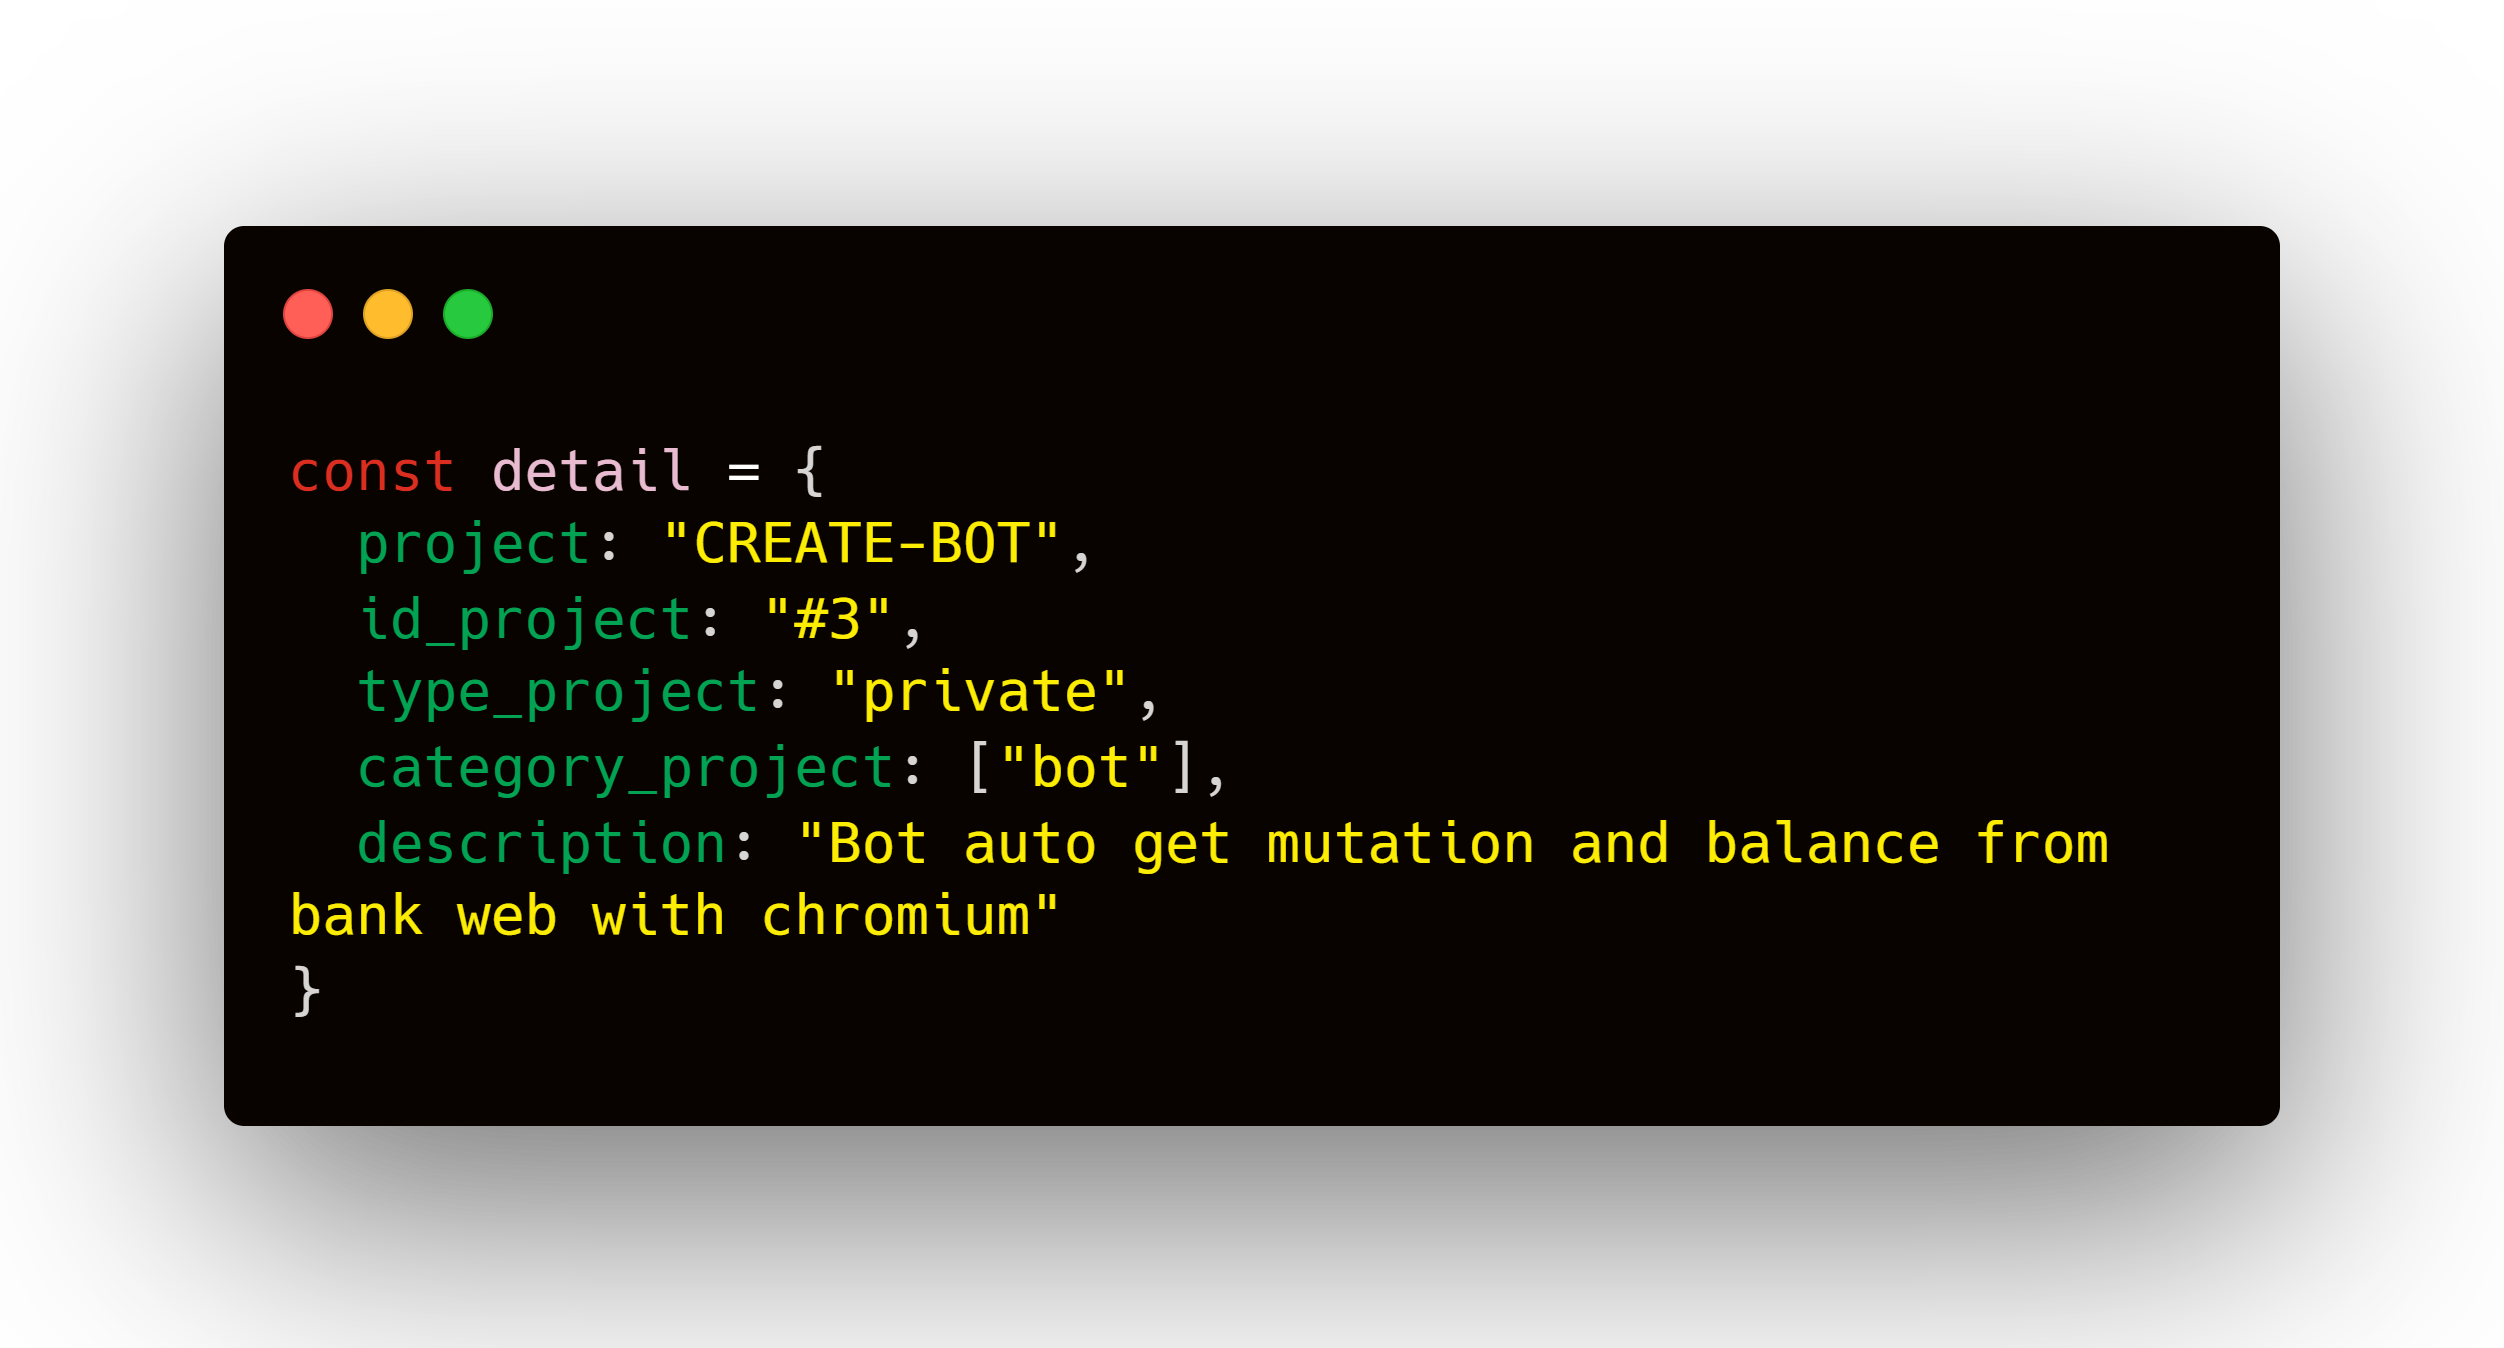 const detail = {
  project: "CREATE-BOT",
  id_project: "#3",
  type_project: "private",
  category_project: ["bot"],
  description: "Bot auto get mutation and balance from
bank web with chromium"
}